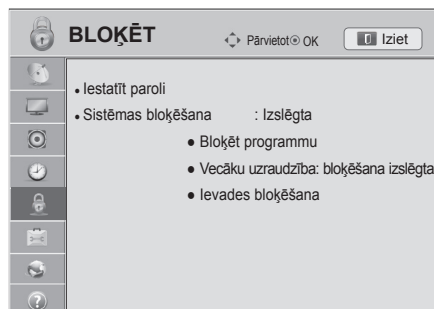 BLOĶĒT Pārvietot OK Iziet
• Iestatīt paroli
• Sistēmas bloķēšana : Izslēgta
● Bloķēt programmu
● Vecāku uzraudzība: bloķēšana izslēgta
● Ievades bloķēšana